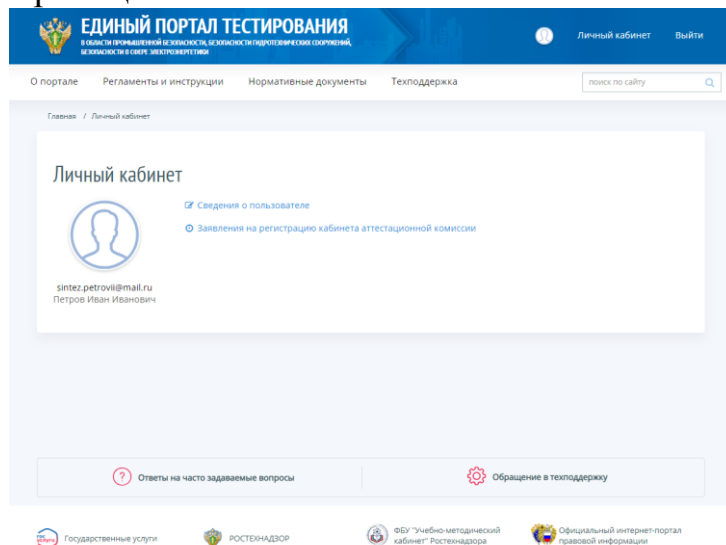 ЕДИНЫЙ ПОРТАЛ ТЕСТИРОВАНИЯ
В ОБЛАСТИ ПРОМЫШЛЕННОЙ БЕЗОПАСНОСТИ, БЕЗОПАСНОСТИ ГИДРОТЕХНИЧЕСКИХ СООРУЖЕНИЙ,
БЕЗОПАСНОСТИ В СФЕРЕ ЭЛЕКТРОЭНЕРГЕТИКИ
Личный кабинет Выйти
О портале Регламенты и инструкции Нормативные документы Техподдержка поиск по сайту
Главная / Личный кабинет
Личный кабинет
Сведения о пользователе
Заявления на регистрацию кабинета аттестационной комиссии
sintez.petrovii@mail.ru
Петров Иван Иванович
Ответы на часто задаваемые вопросы
Обращение в техподдержку
Государственные услуги
РОСТЕХНАДЗОР
ФБУ "Учебно-методический
кабинет" Ростехнадзора
Официальный интернет-портал
правовой информации